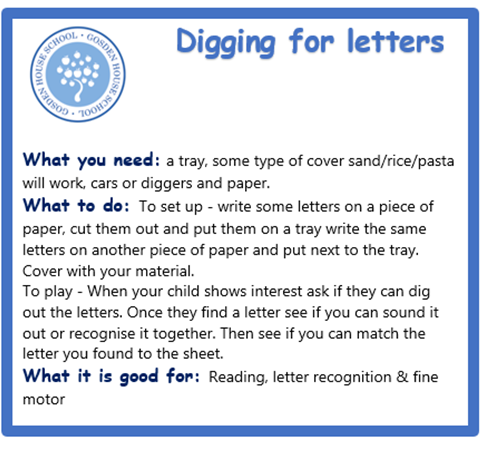 GOSDEN HOUSE SCHOOL · GOSDEN HOUSE SCHOOL ·
Digging for letters
What you need: a tray, some type of cover sand/rice/pasta
will work, cars or diggers and paper.
What to do: To set up - write some letters on a piece of
paper, cut them out and put them on a tray write the same
letters on another piece of paper and put next to the tray.
Cover with your material.
To play - When your child shows interest ask if they can dig
out the letters. Once they find a letter see if you can sound it
out or recognise it together. Then see if you can match the
letter you found to the sheet.
What it is good for: Reading, letter recognition & fine
motor